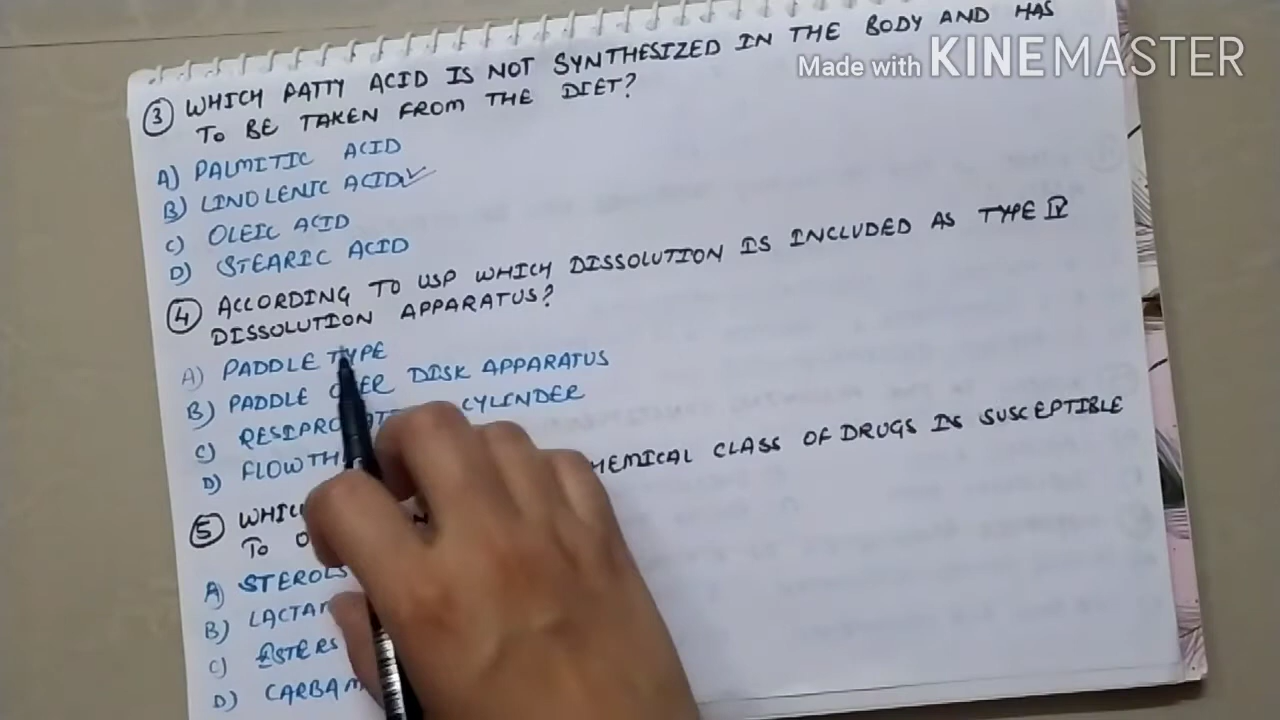 Made with KINEMASTER
③ WHICH FATTY ACID IS NOT SYNTHESIZED IN THE BODY AND HAS
TO BE TAKEN FROM THE DIET?
A) PALMITIC ACID
B) LINOLENIC ACID ✓
C) OLEIC ACID
D) STEARIC ACID
④ ACCORDING TO USP WHICH DISSOLUTION IS INCLUDED AS TYPE IV
DISSOLUTION APPARATUS?
A) PADDLE TYPE
B) PADDLE OVER DISK APPARATUS
C) CYLINDER
D)
⑤ CLASS OF DRUGS IS SUSCEPTIBLE
TO
A) STEROLS
B)
C) ESTERS
D)